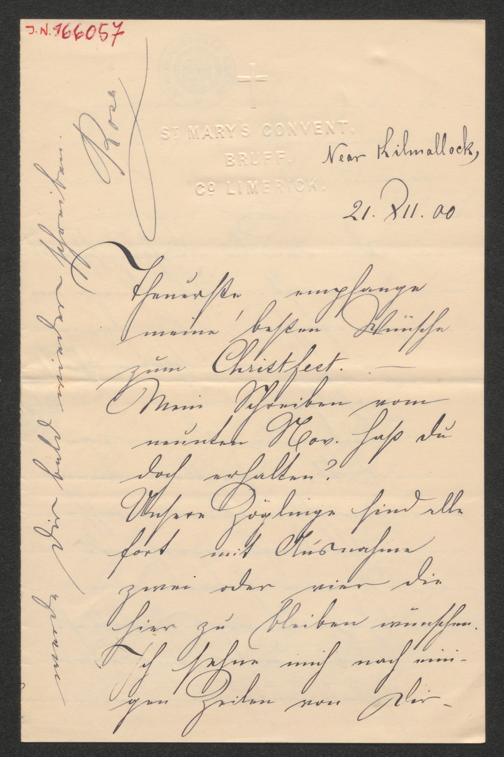 J.N. 166057
ST MARY'S CONVENT,
BRUFF,
CO LIMERICK.
Near Kilmallock,
21. XII. 00
Theuerste, empfange
meine besten Wünsche
zum Christfest. —
Mein Schreiben vom
neunten Nov. hast du
doch erhalten?
Unsere Zöglinge sind alle
fort mit Ausnahme
zwei oder vier die
hier zu bleiben wünschen.
Ich sehne mich nach eini-
gen Zeilen von Dir –
werde Dir bald wieder schreiben.
Rosa